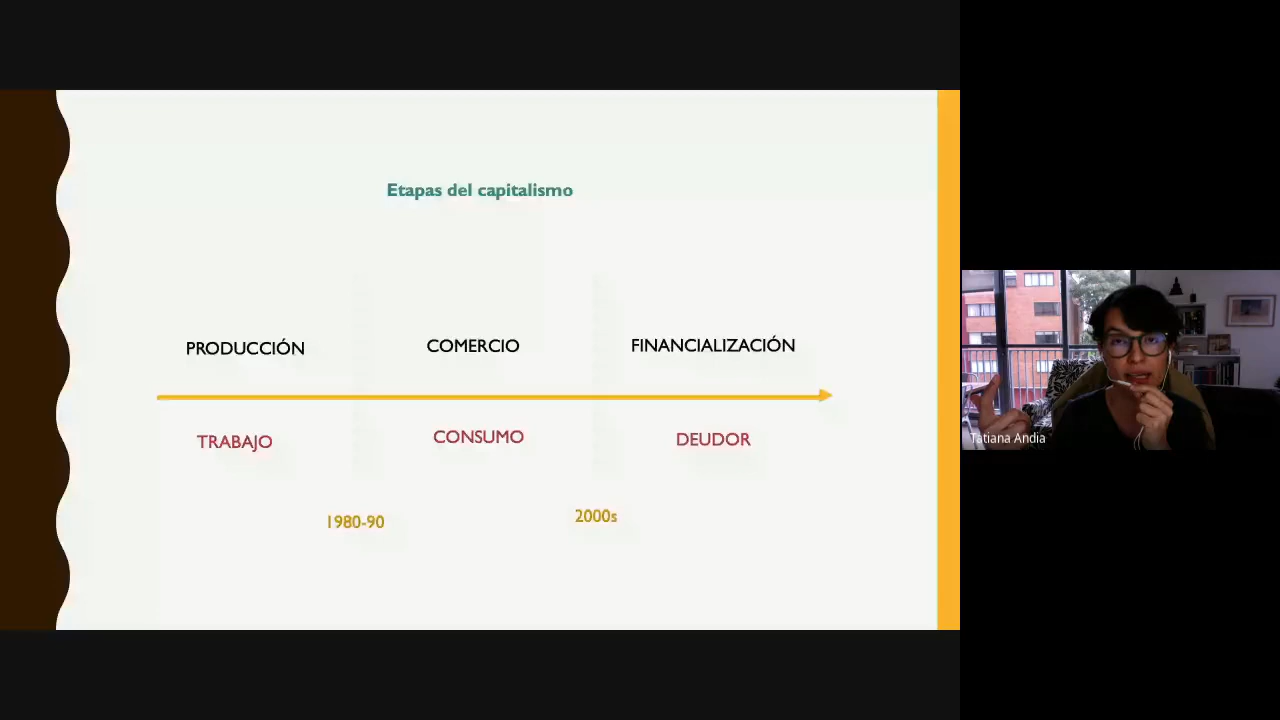 Etapas del capitalismo
PRODUCCIÓN
COMERCIO
FINANCIALIZACIÓN
TRABAJO
CONSUMO
DEUDOR
1980-90
2000s
Tatiana Andia